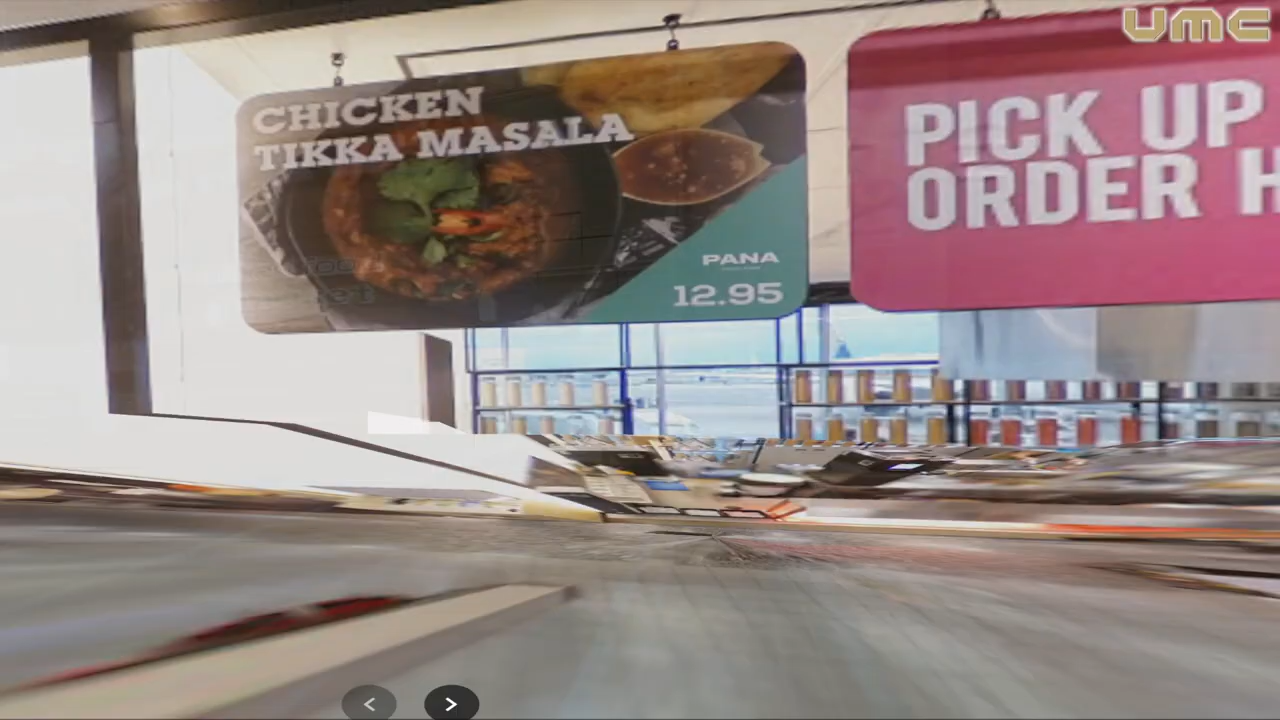 UMC
CHICKEN
TIKKA MASALA
PANA
12.95
PICK UP
ORDER H